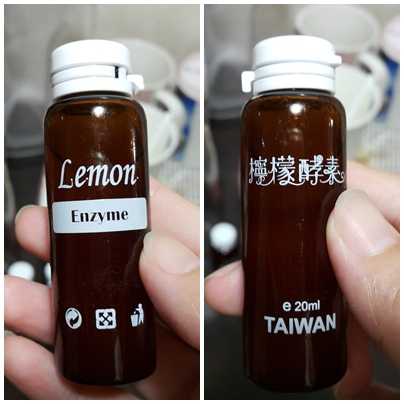 Lemon
Enzyme
檸檬酵素
e 20ml
TAIWAN